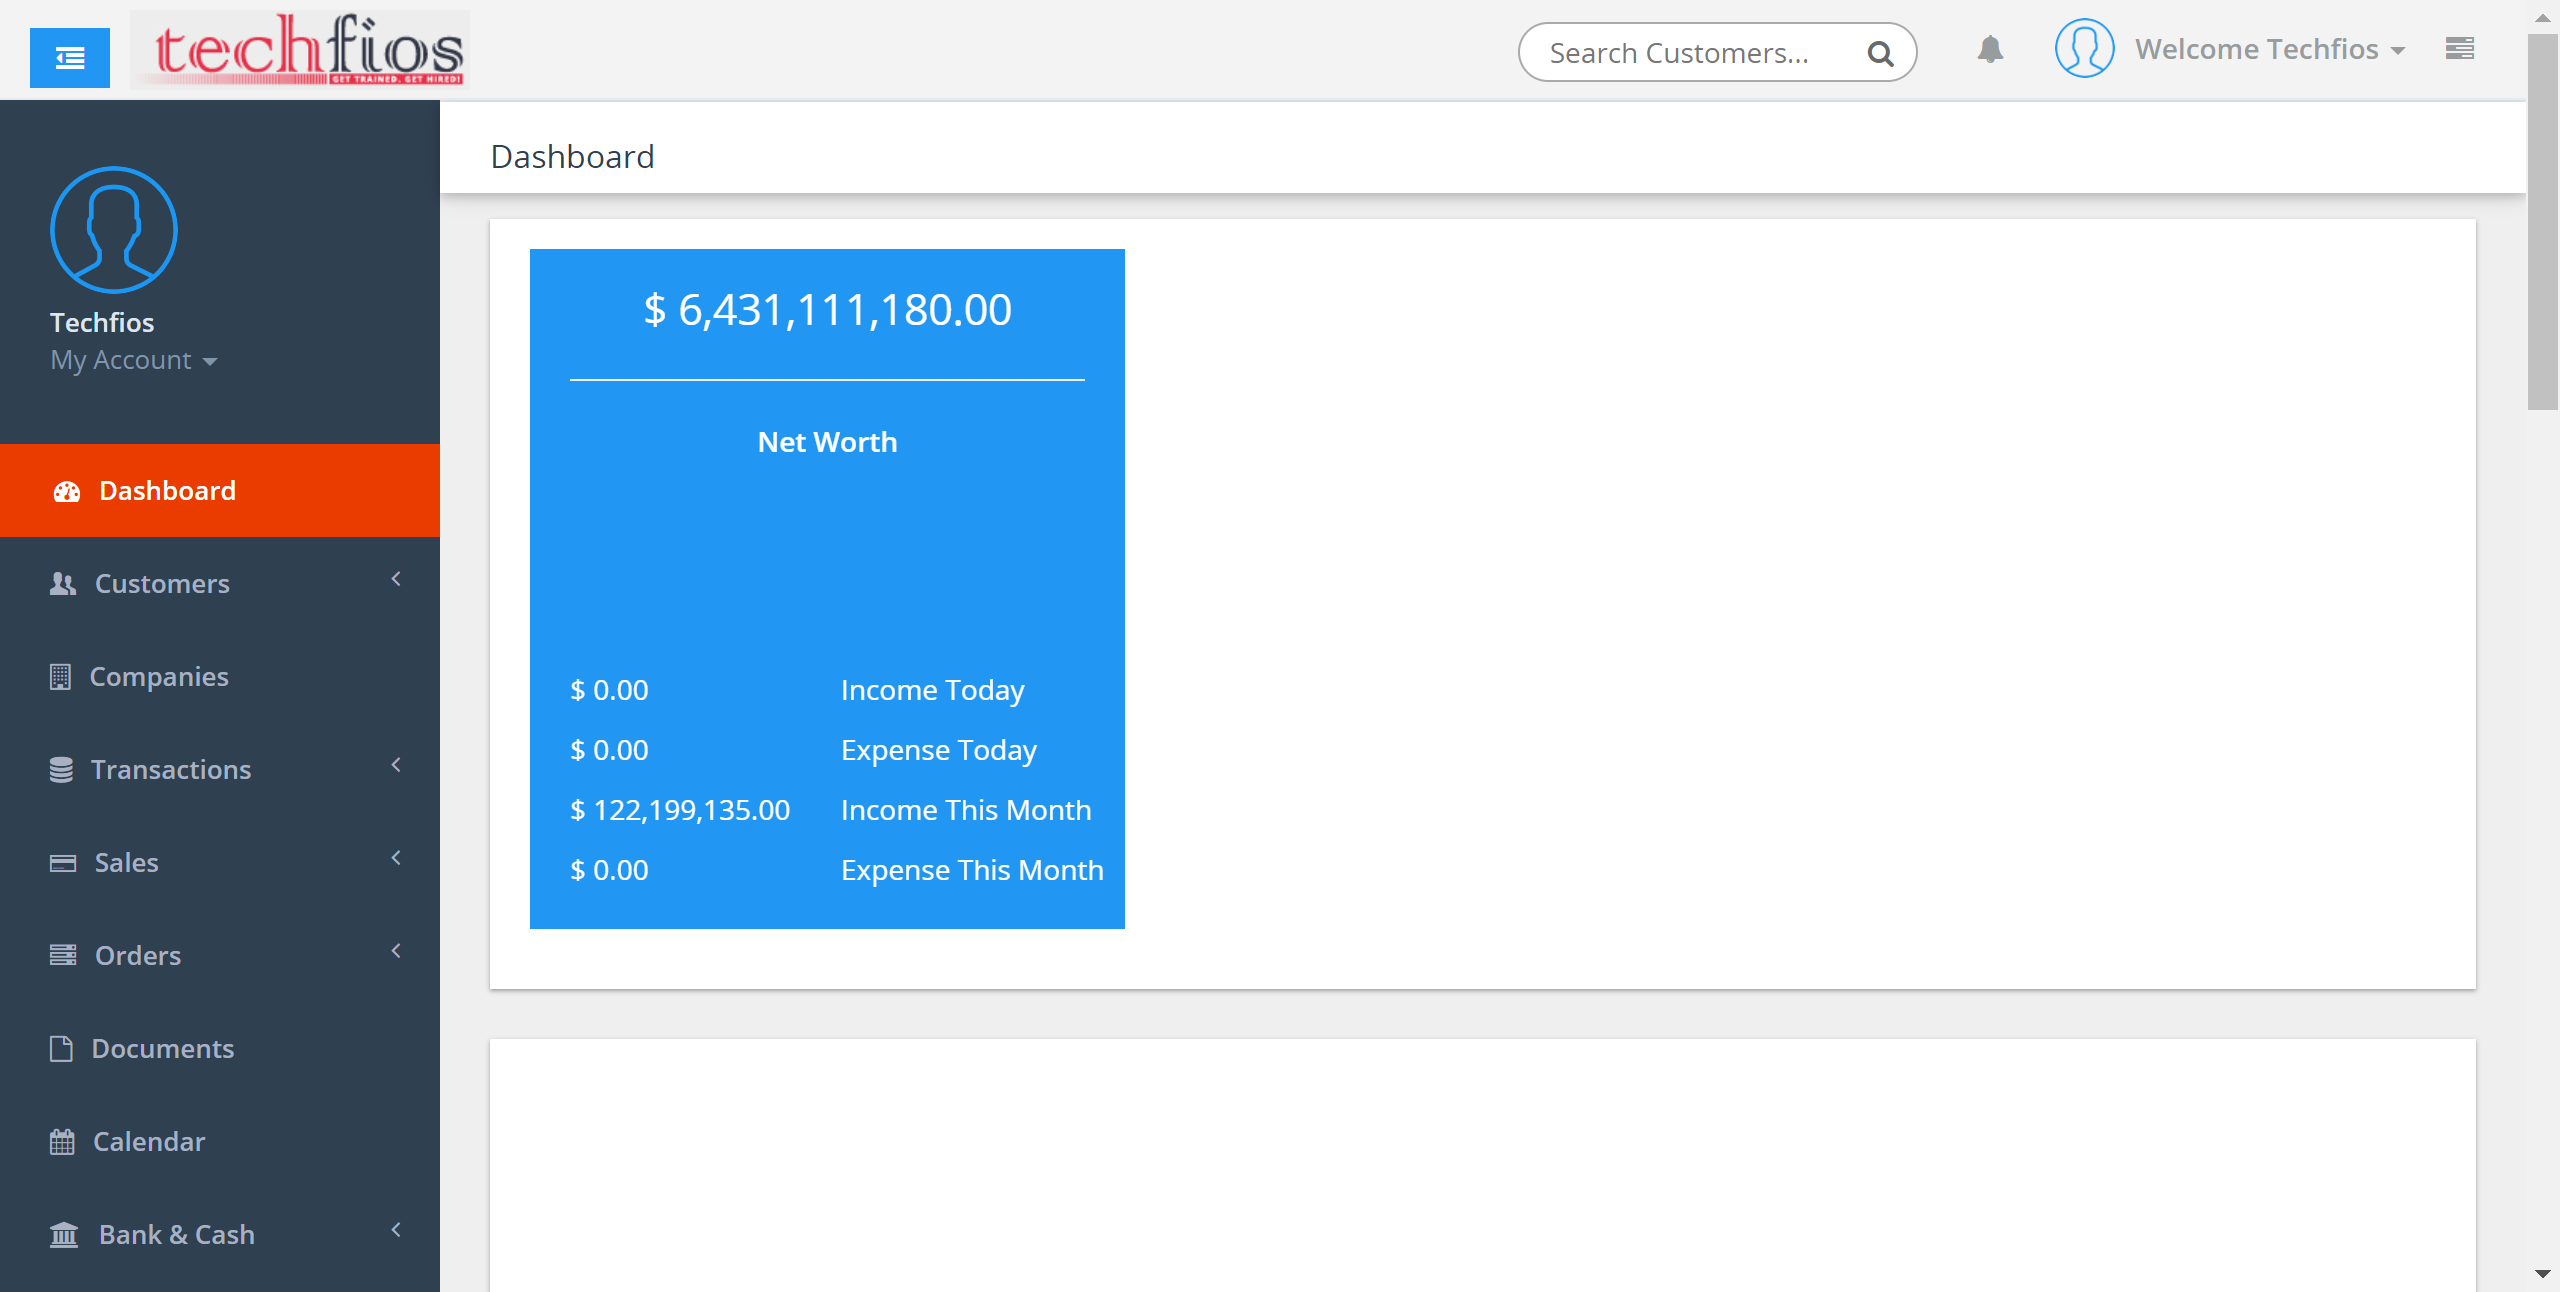 techfios
GET TRAINED. GET HIRED!
Search Customers...
Welcome Techfios
Techfios
My Account
Dashboard
Customers
Companies
Transactions
Sales
Orders
Documents
Calendar
Bank & Cash
Dashboard
$ 6,431,111,180.00
Net Worth
$ 0.00 Income Today
$ 0.00 Expense Today
$ 122,199,135.00 Income This Month
$ 0.00 Expense This Month